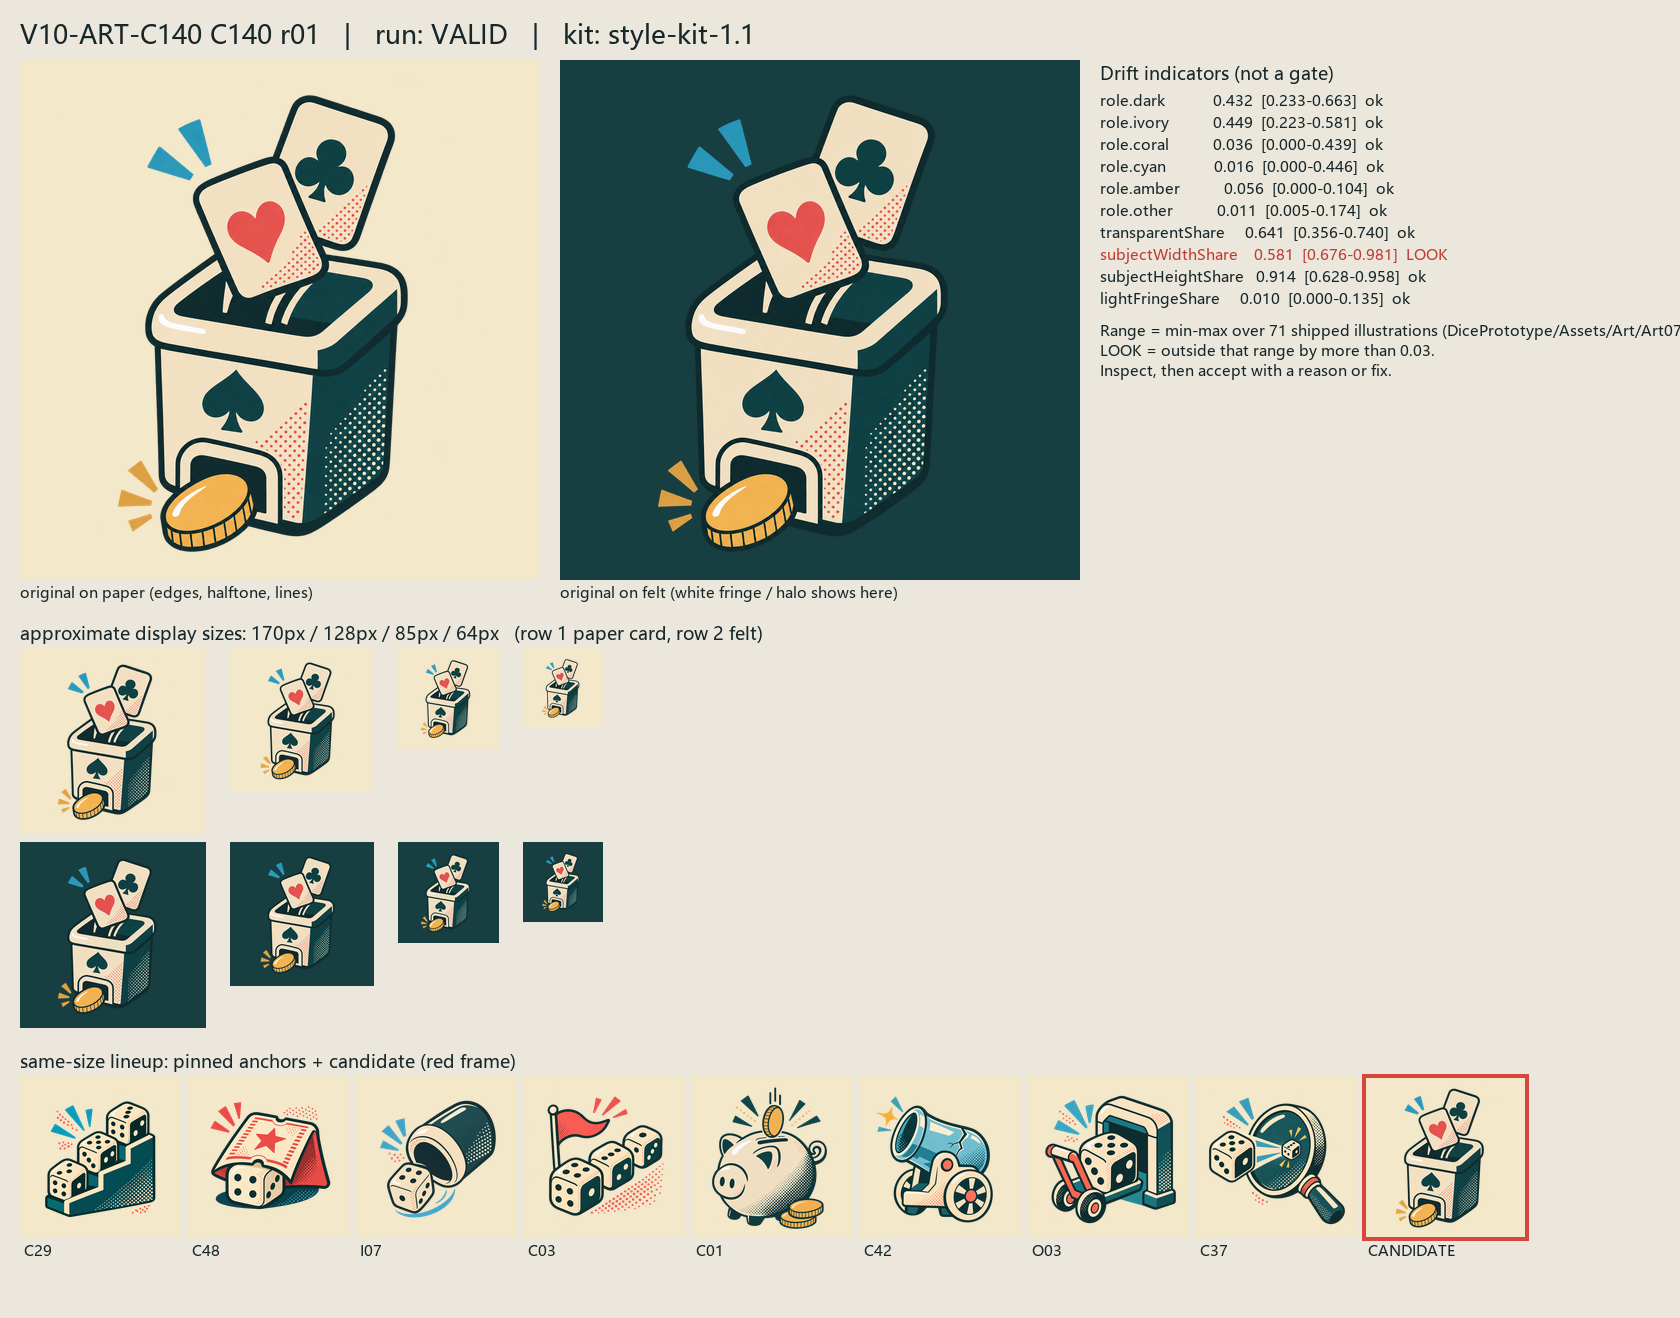 V10-ART-C140 C140 r01 | run: VALID | kit: style-kit-1.1
Drift indicators (not a gate)
role.dark 0.432 [0.233-0.663] ok
role.ivory 0.449 [0.223-0.581] ok
role.coral 0.036 [0.000-0.439] ok
role.cyan 0.016 [0.000-0.446] ok
role.amber 0.056 [0.000-0.104] ok
role.other 0.011 [0.005-0.174] ok
transparentShare 0.641 [0.356-0.740] ok
subjectWidthShare 0.581 [0.676-0.981] LOOK
subjectHeightShare 0.914 [0.628-0.958] ok
lightFringeShare 0.010 [0.000-0.135] ok
Range = min-max over 71 shipped illustrations (DicePrototype/Assets/Art/Art07
LOOK = outside that range by more than 0.03.
Inspect, then accept with a reason or fix.
original on paper (edges, halftone, lines)
original on felt (white fringe / halo shows here)
approximate display sizes: 170px / 128px / 85px / 64px (row 1 paper card, row 2 felt)
same-size lineup: pinned anchors + candidate (red frame)
C29
C48
I07
C03
C01
C42
O03
C37
CANDIDATE